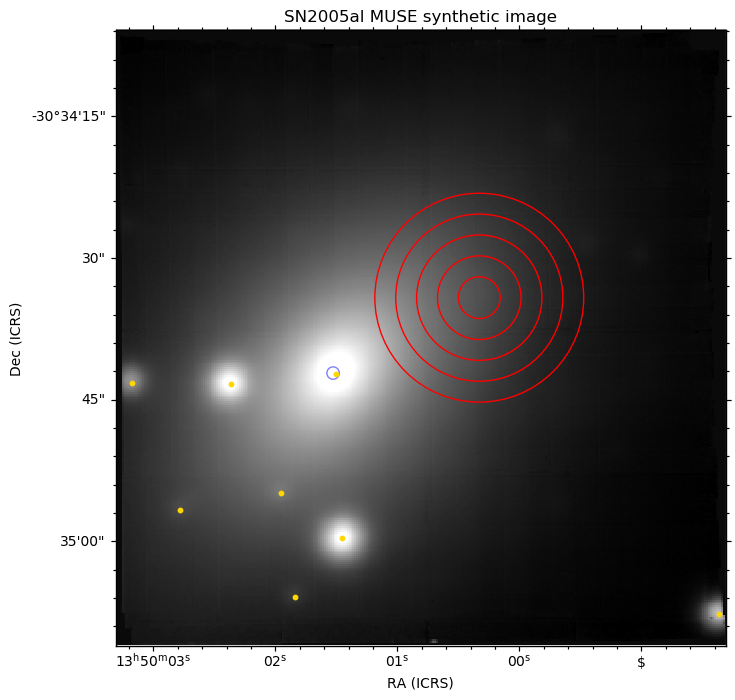 SN2005al MUSE synthetic image
-30°34'15"
30"
45"
35'00"
Dec (ICRS)
13ʰ50ᵐ03ˢ 02ˢ 01ˢ 00ˢ $
RA (ICRS)